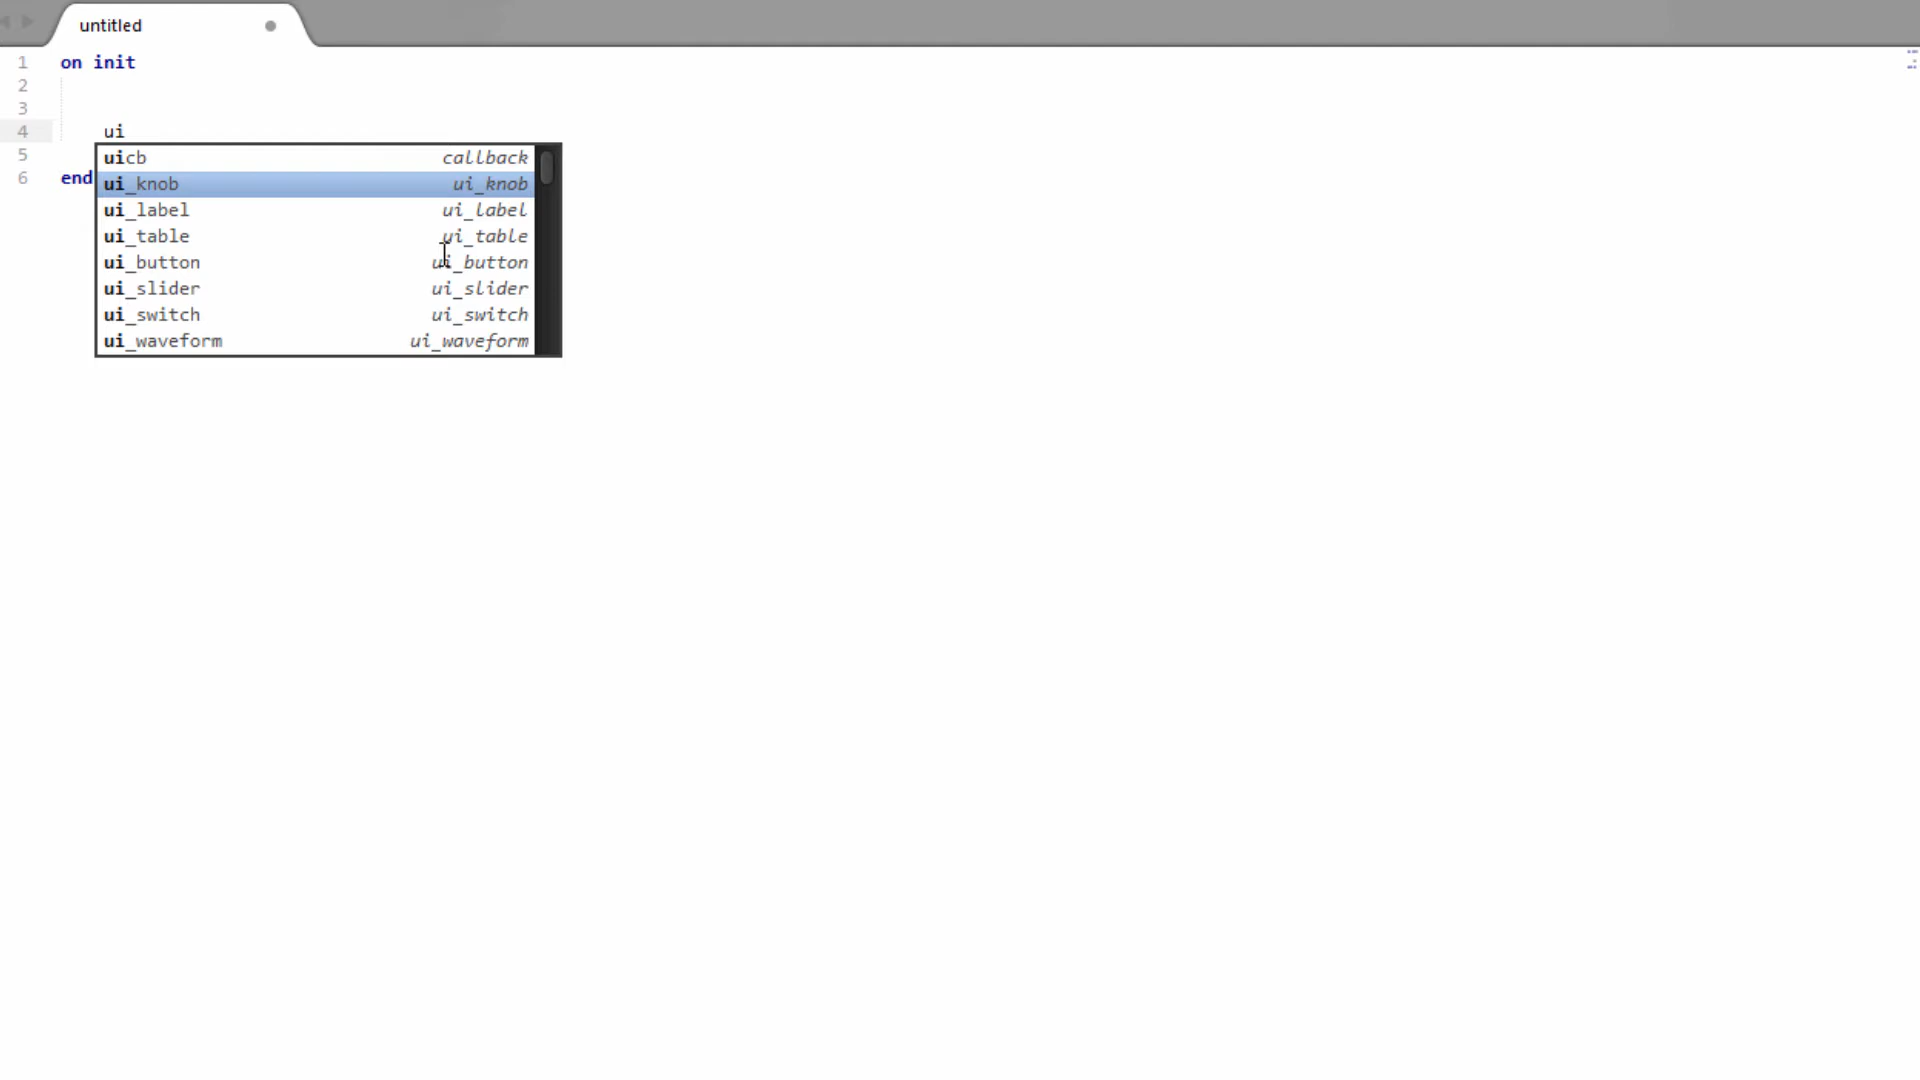 untitled
1 on init
2
3
4 ui
5
6 end
uicb callback
ui_knob ui_knob
ui_label ui_label
ui_table ui_table
ui_button ui_button
ui_slider ui_slider
ui_switch ui_switch
ui_waveform ui_waveform